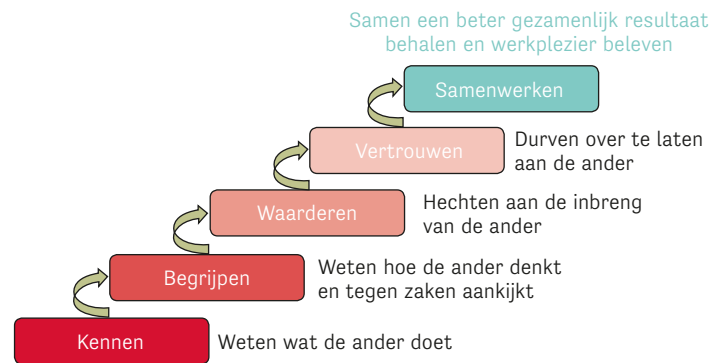 Samen een beter gezamenlijk resultaat
behalen en werkplezier beleven
Samenwerken
Vertrouwen
Durven over te laten
aan de ander
Waarderen
Hechten aan de inbreng
van de ander
Begrijpen
Weten hoe de ander denkt
en tegen zaken aankijkt
Kennen
Weten wat de ander doet